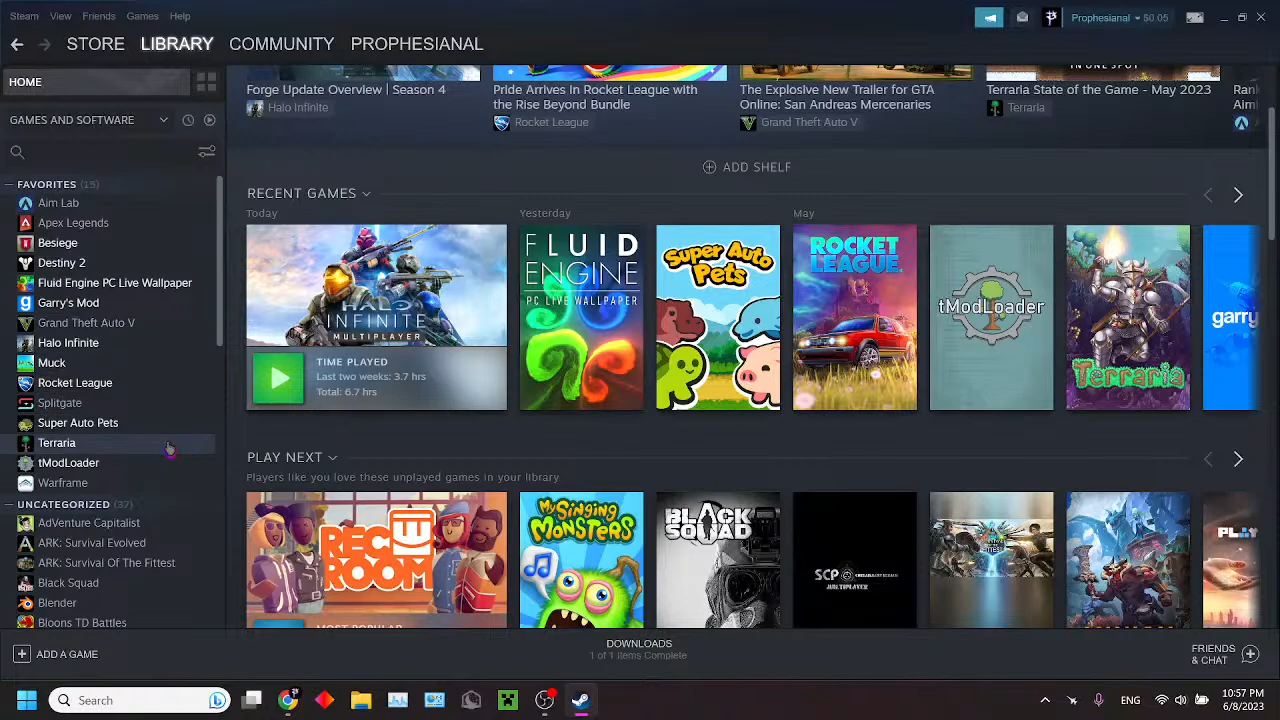 Steam View Friends Games Help
Prophesianal $0.05
STORE LIBRARY COMMUNITY PROPHESIANAL
HOME
GAMES AND SOFTWARE
FAVORITES (15)
Aim Lab
Apex Legends
Besiege
Destiny 2
Fluid Engine PC Live Wallpaper
Garry's Mod
Grand Theft Auto V
Halo Infinite
Muck
Rocket League
Splitgate
Super Auto Pets
Terraria
tModLoader
Warframe
UNCATEGORIZED (37)
AdVenture Capitalist
ARK: Survival Evolved
ARK: Survival Of The Fittest
Black Squad
Blender
Bloons TD Battles
IN ONE SPOT
Forge Update Overview | Season 4
Halo Infinite
Pride Arrives In Rocket League with
the Rise Beyond Bundle
Rocket League
The Explosive New Trailer for GTA
Online: San Andreas Mercenaries
Grand Theft Auto V
Terraria State of the Game - May 2023
Terraria
Rank
Aiml
ADD SHELF
RECENT GAMES
Today
Yesterday
May
HALO
INFINITE
MULTIPLAYER
TIME PLAYED
Last two weeks: 3.7 hrs
Total: 6.7 hrs
FLUID
ENGINE
PC LIVE WALLPAPER
Super Auto
Pets
ROCKET
LEAGUE
tModLoader
Terraria
garry
PLAY NEXT
Players like you love these unplayed games in your library
REC
ROOM
MOST POPULAR
My Singing
Monsters
BLACK
SQUAD
SCP
MULTIPLAYER
PLAY
ADD A GAME
DOWNLOADS
1 of 1 Items Complete
FRIENDS
& CHAT
Search
ENG
10:57 PM
6/8/2023